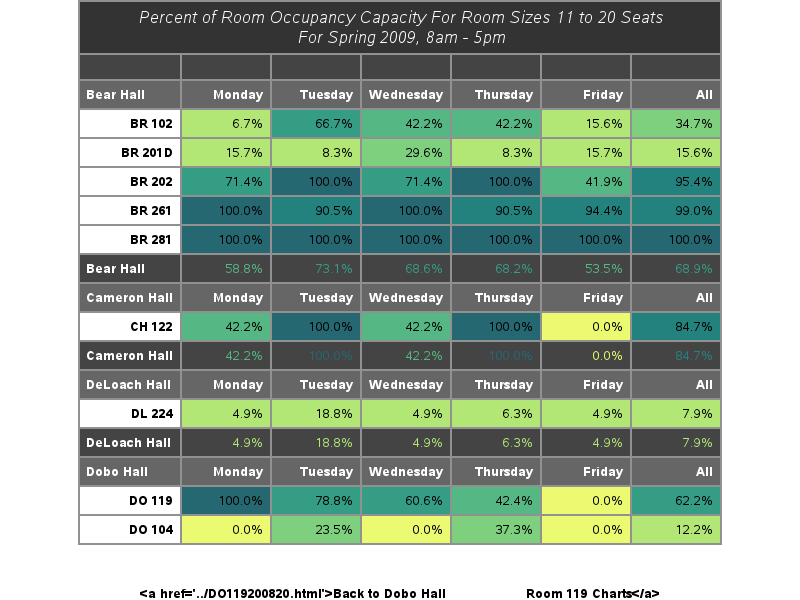 Percent of Room Occupancy Capacity For Room Sizes 11 to 20 Seats
For Spring 2009, 8am - 5pm
Bear Hall Monday Tuesday Wednesday Thursday Friday All
BR 102 6.7% 66.7% 42.2% 42.2% 15.6% 34.7%
BR 201D 15.7% 8.3% 29.6% 8.3% 15.7% 15.6%
BR 202 71.4% 100.0% 71.4% 100.0% 41.9% 95.4%
BR 261 100.0% 90.5% 100.0% 90.5% 94.4% 99.0%
BR 281 100.0% 100.0% 100.0% 100.0% 100.0% 100.0%
Bear Hall 58.8% 73.1% 68.6% 68.2% 53.5% 68.9%
Cameron Hall Monday Tuesday Wednesday Thursday Friday All
CH 122 42.2% 100.0% 42.2% 100.0% 0.0% 84.7%
Cameron Hall 42.2% 100.0% 42.2% 100.0% 0.0% 84.7%
DeLoach Hall Monday Tuesday Wednesday Thursday Friday All
DL 224 4.9% 18.8% 4.9% 6.3% 4.9% 7.9%
DeLoach Hall 4.9% 18.8% 4.9% 6.3% 4.9% 7.9%
Dobo Hall Monday Tuesday Wednesday Thursday Friday All
DO 119 100.0% 78.8% 60.6% 42.4% 0.0% 62.2%
DO 104 0.0% 23.5% 0.0% 37.3% 0.0% 12.2%
<a href='../DO119200820.html'>Back to Dobo Hall Room 119 Charts</a>